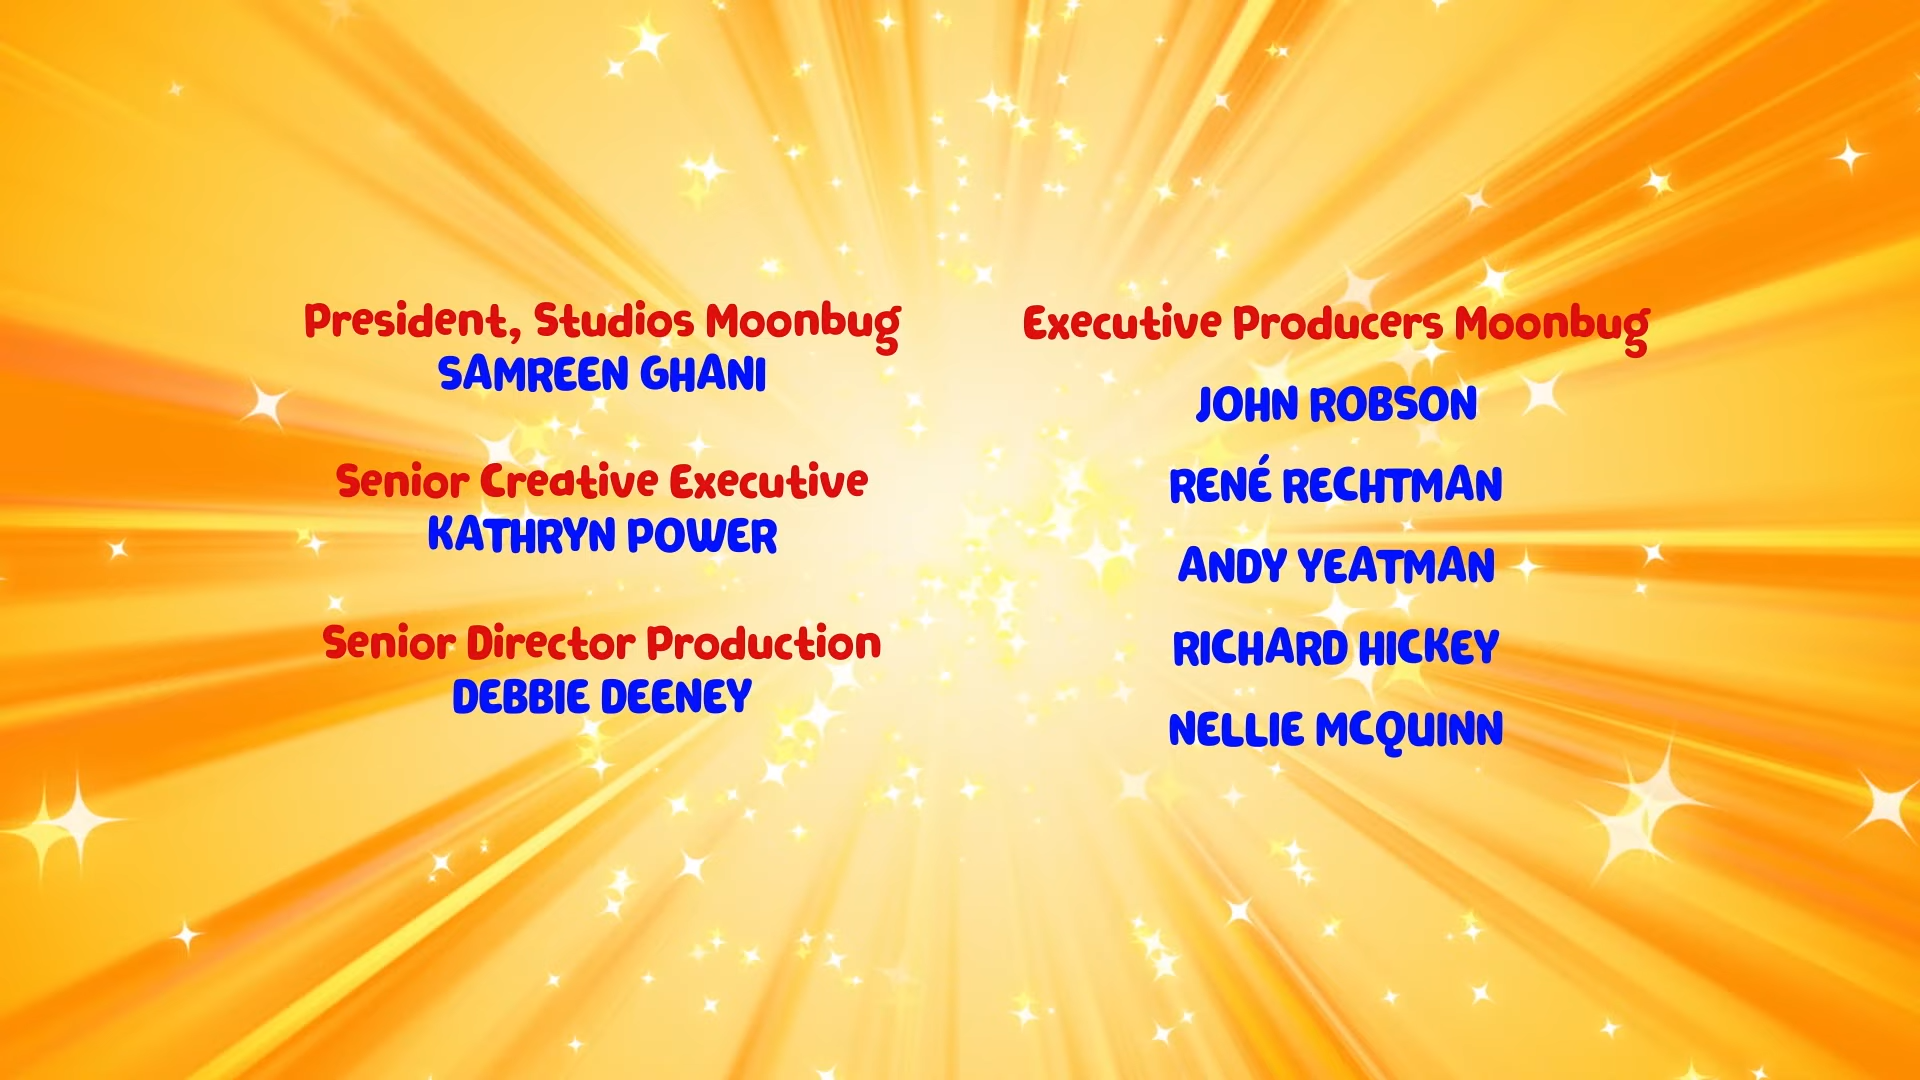 President, Studios Moonbug
SAMREEN GHANI
Senior Creative Executive
KATHRYN POWER
Senior Director Production
DEBBIE DEENEY
Executive Producers Moonbug
JOHN ROBSON
RENÉ RECHTMAN
ANDY YEATMAN
RICHARD HICKEY
NELLIE MCQUINN